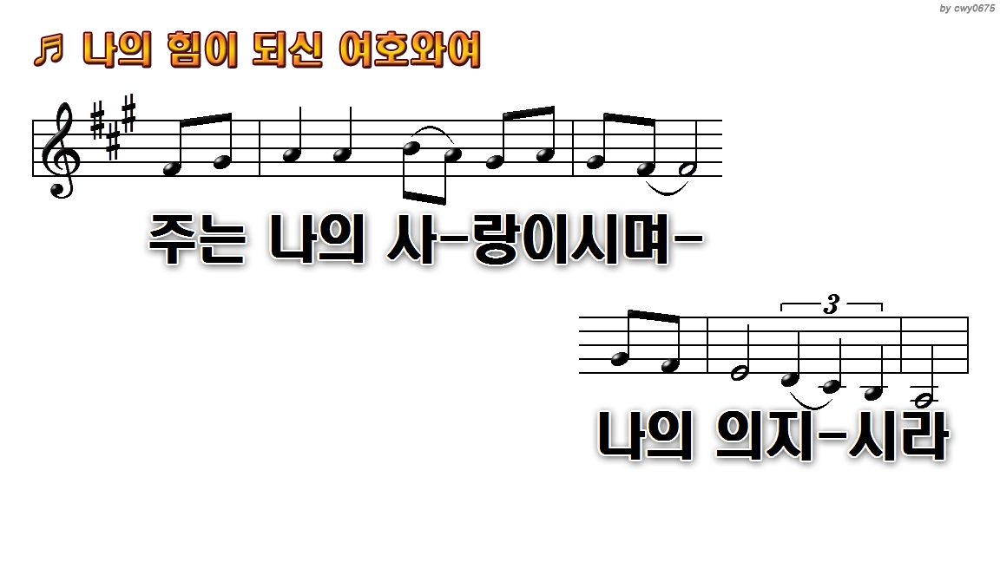 by cwy0675
♬ 나의 힘이 되신 여호와여
주는 나의 사-랑이시며-
3
나의 의지-시라